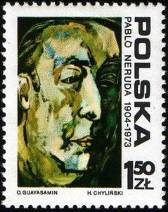 POLSKA
PABLO NERUDA 1904-1973
1.50 ZŁ
O.GUAYASAMIN
H.CHYLIŃSKI